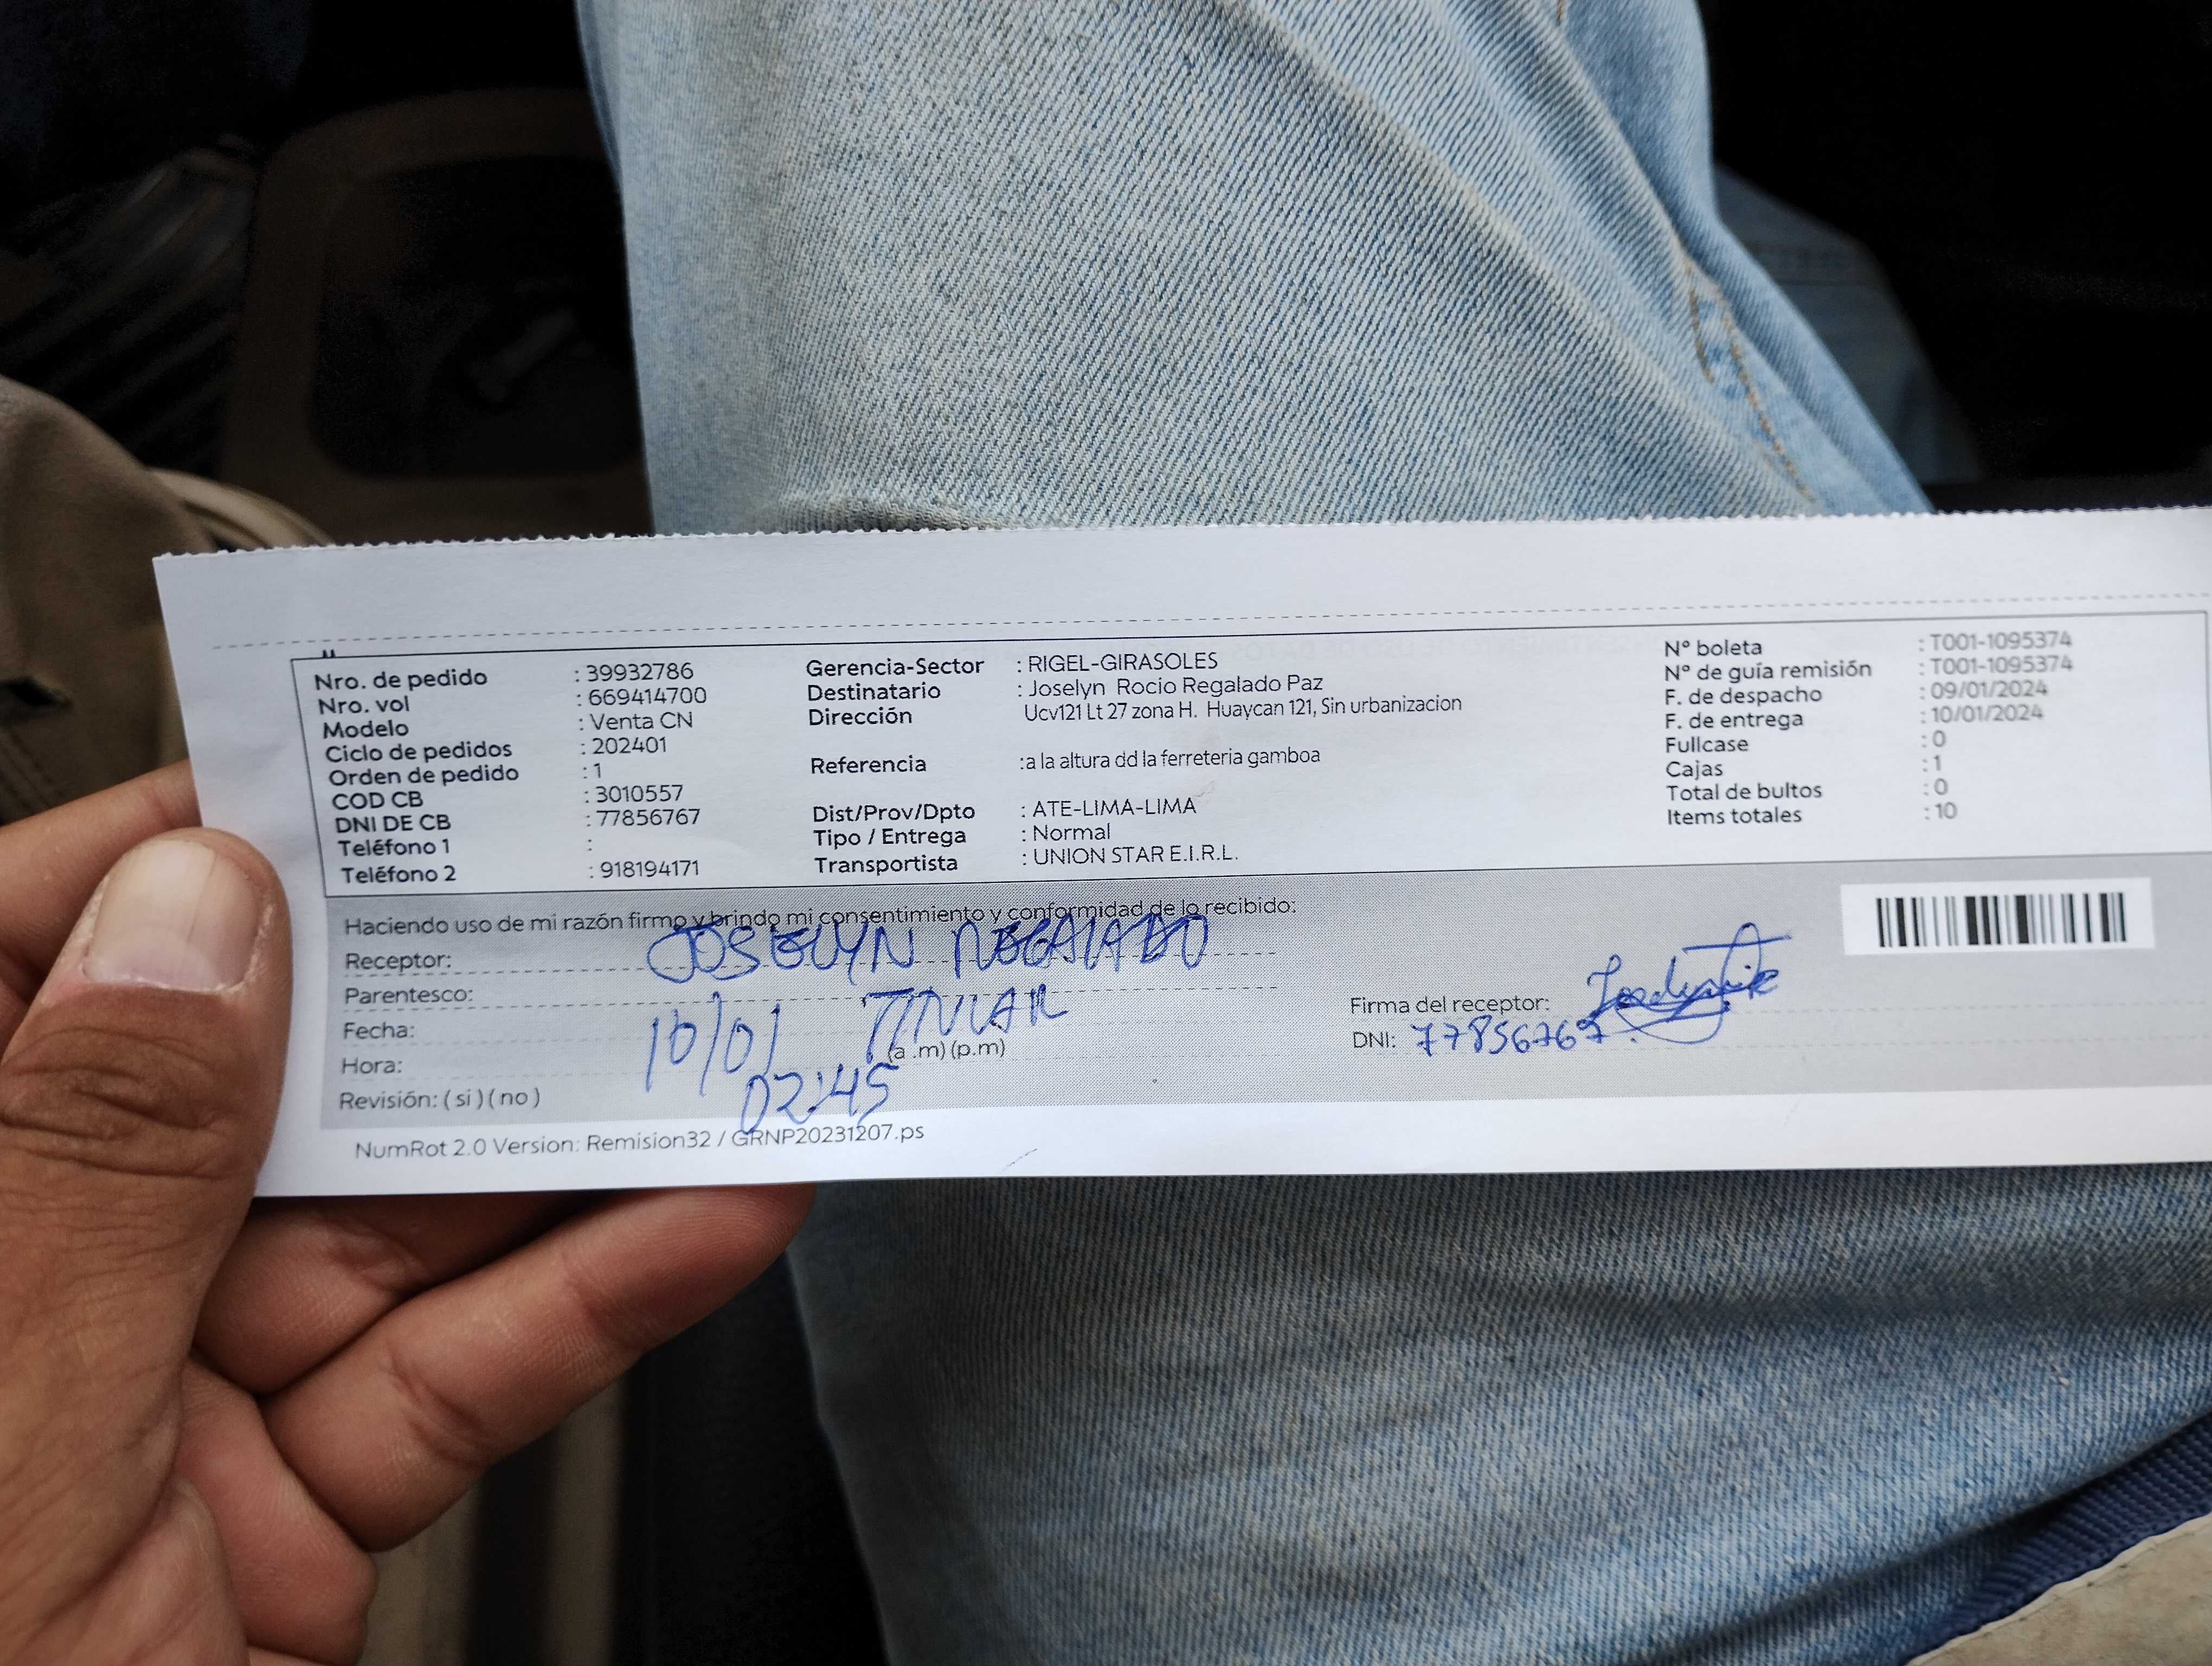 Nro. de pedido : 39932786
Nro. vol : 669414700
Modelo : Venta CN
Ciclo de pedidos : 202401
Orden de pedido : 1
COD CB : 3010557
DNI DE CB : 77856767
Teléfono 1 :
Teléfono 2 : 918194171
Gerencia-Sector : RIGEL-GIRASOLES
Destinatario : Joselyn Rocio Regalado Paz
Dirección Ucv121 Lt 27 zona H. Huaycan 121, Sin urbanizacion
Referencia :a la altura dd la ferreteria gamboa
Dist/Prov/Dpto : ATE-LIMA-LIMA
Tipo / Entrega : Normal
Transportista : UNION STAR E.I.R.L.
N° boleta : T001-1095374
N° de guía remisión : T001-1095374
F. de despacho : 09/01/2024
F. de entrega : 10/01/2024
Fullcase : 0
Cajas : 1
Total de bultos : 0
Items totales : 10
Haciendo uso de mi razón firmo y brindo mi consentimiento y conformidad de lo recibido:
Receptor: JOSELYN REGALADO
Parentesco: TITULAR
Fecha: 10/01
Hora: 02:45 (a .m) (p.m)
Revisión: ( si ) ( no )
Firma del receptor:
DNI: 77856767.
NumRot 2.0 Version: Remision32 / GRNP20231207.ps